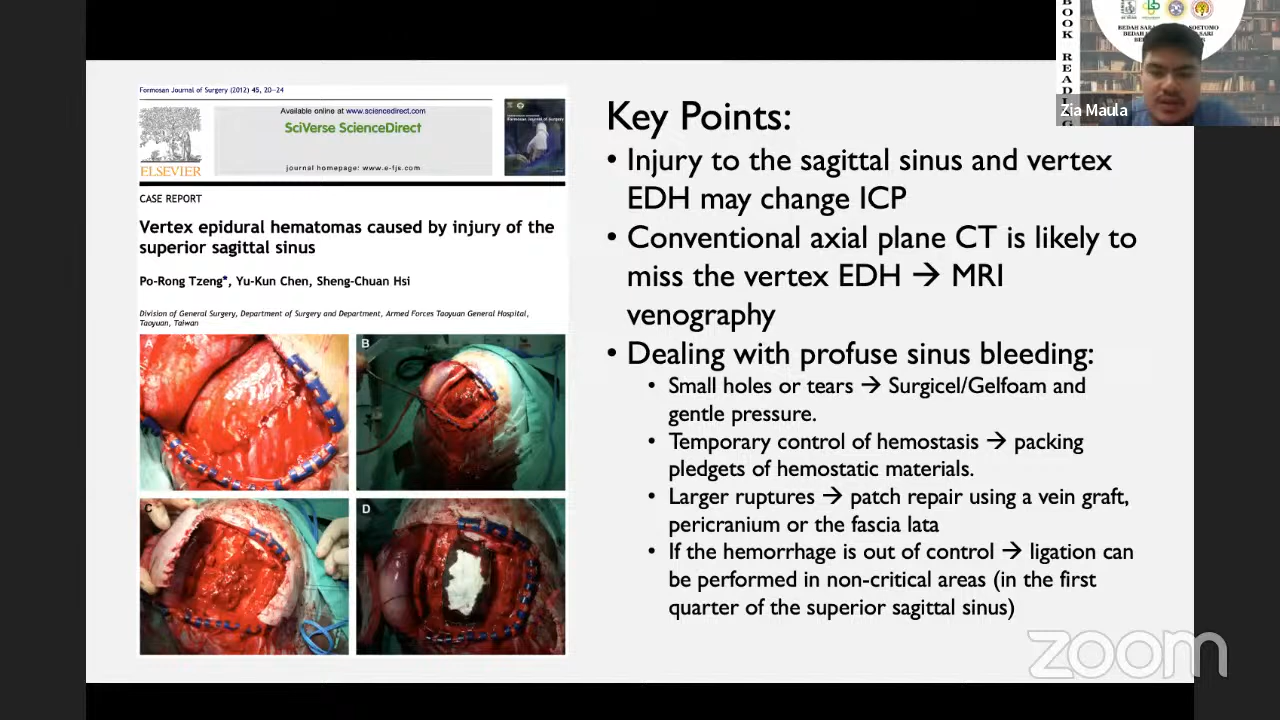 Formosan Journal of Surgery (2012) 45, 20-24
Available online at www.sciencedirect.com
SciVerse ScienceDirect
journal homepage: www.e-fjs.com
ELSEVIER
CASE REPORT
Vertex epidural hematomas caused by injury of the
superior sagittal sinus
Po-Rong Tzeng*, Yu-Kun Chen, Sheng-Chuan Hsi
Division of General Surgery, Department of Surgery and Department, Armed Forces Taoyuan General Hospital,
Taoyuan, Taiwan
A
B
C
D
Key Points:
• Injury to the sagittal sinus and vertex
EDH may change ICP
• Conventional axial plane CT is likely to
miss the vertex EDH → MRI
venography
• Dealing with profuse sinus bleeding:
• Small holes or tears → Surgicel/Gelfoam and
gentle pressure.
• Temporary control of hemostasis → packing
pledgets of hemostatic materials.
• Larger ruptures → patch repair using a vein graft,
pericranium or the fascia lata
• If the hemorrhage is out of control → ligation can
be performed in non-critical areas (in the first
quarter of the superior sagittal sinus)
BOOK READING
Zia Maula
zoom